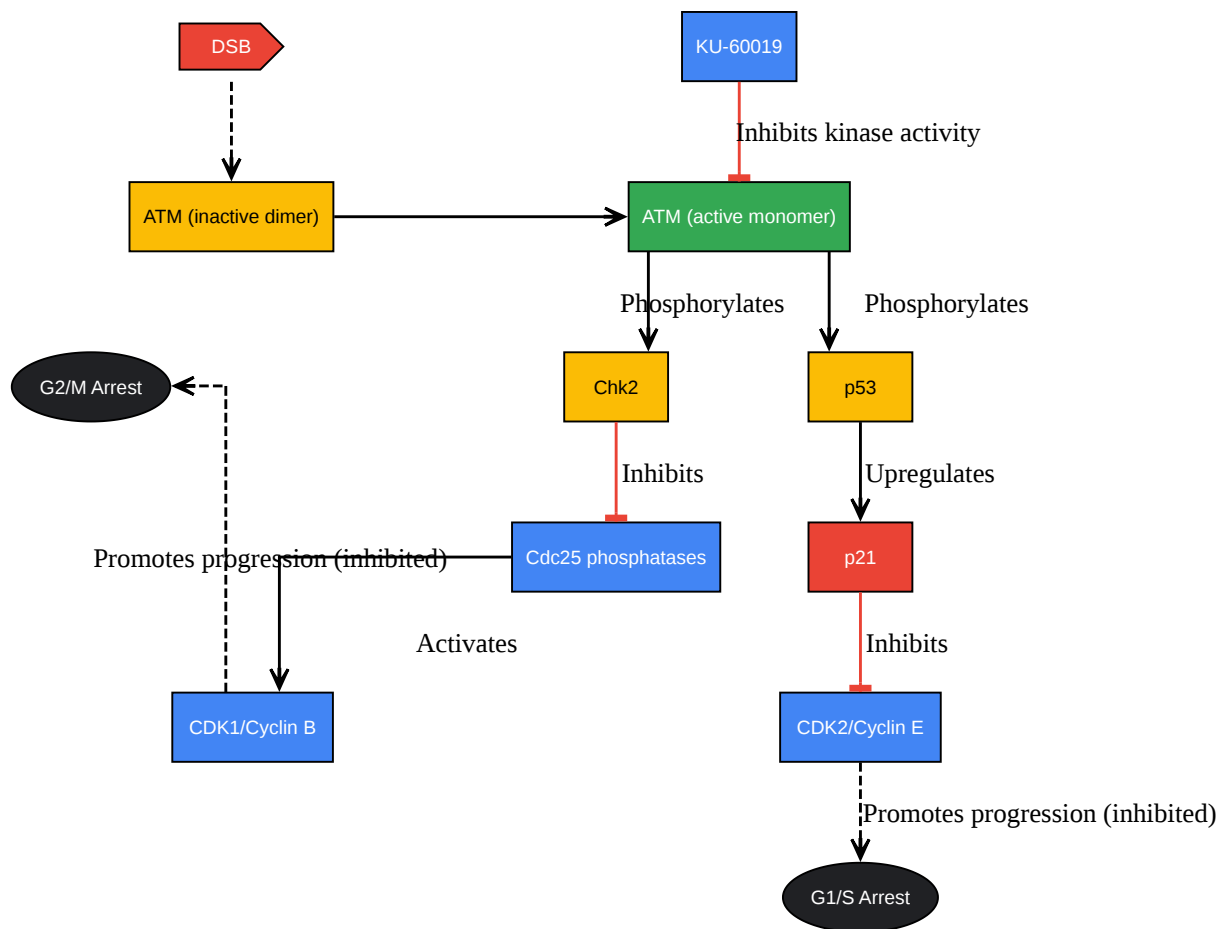 DSB
KU-60019
Inhibits kinase activity
ATM (inactive dimer)
ATM (active monomer)
Phosphorylates
Phosphorylates
G2/M Arrest
Chk2
p53
Inhibits
Upregulates
Promotes progression (inhibited)
Cdc25 phosphatases
p21
Activates
Inhibits
CDK1/Cyclin B
CDK2/Cyclin E
Promotes progression (inhibited)
G1/S Arrest